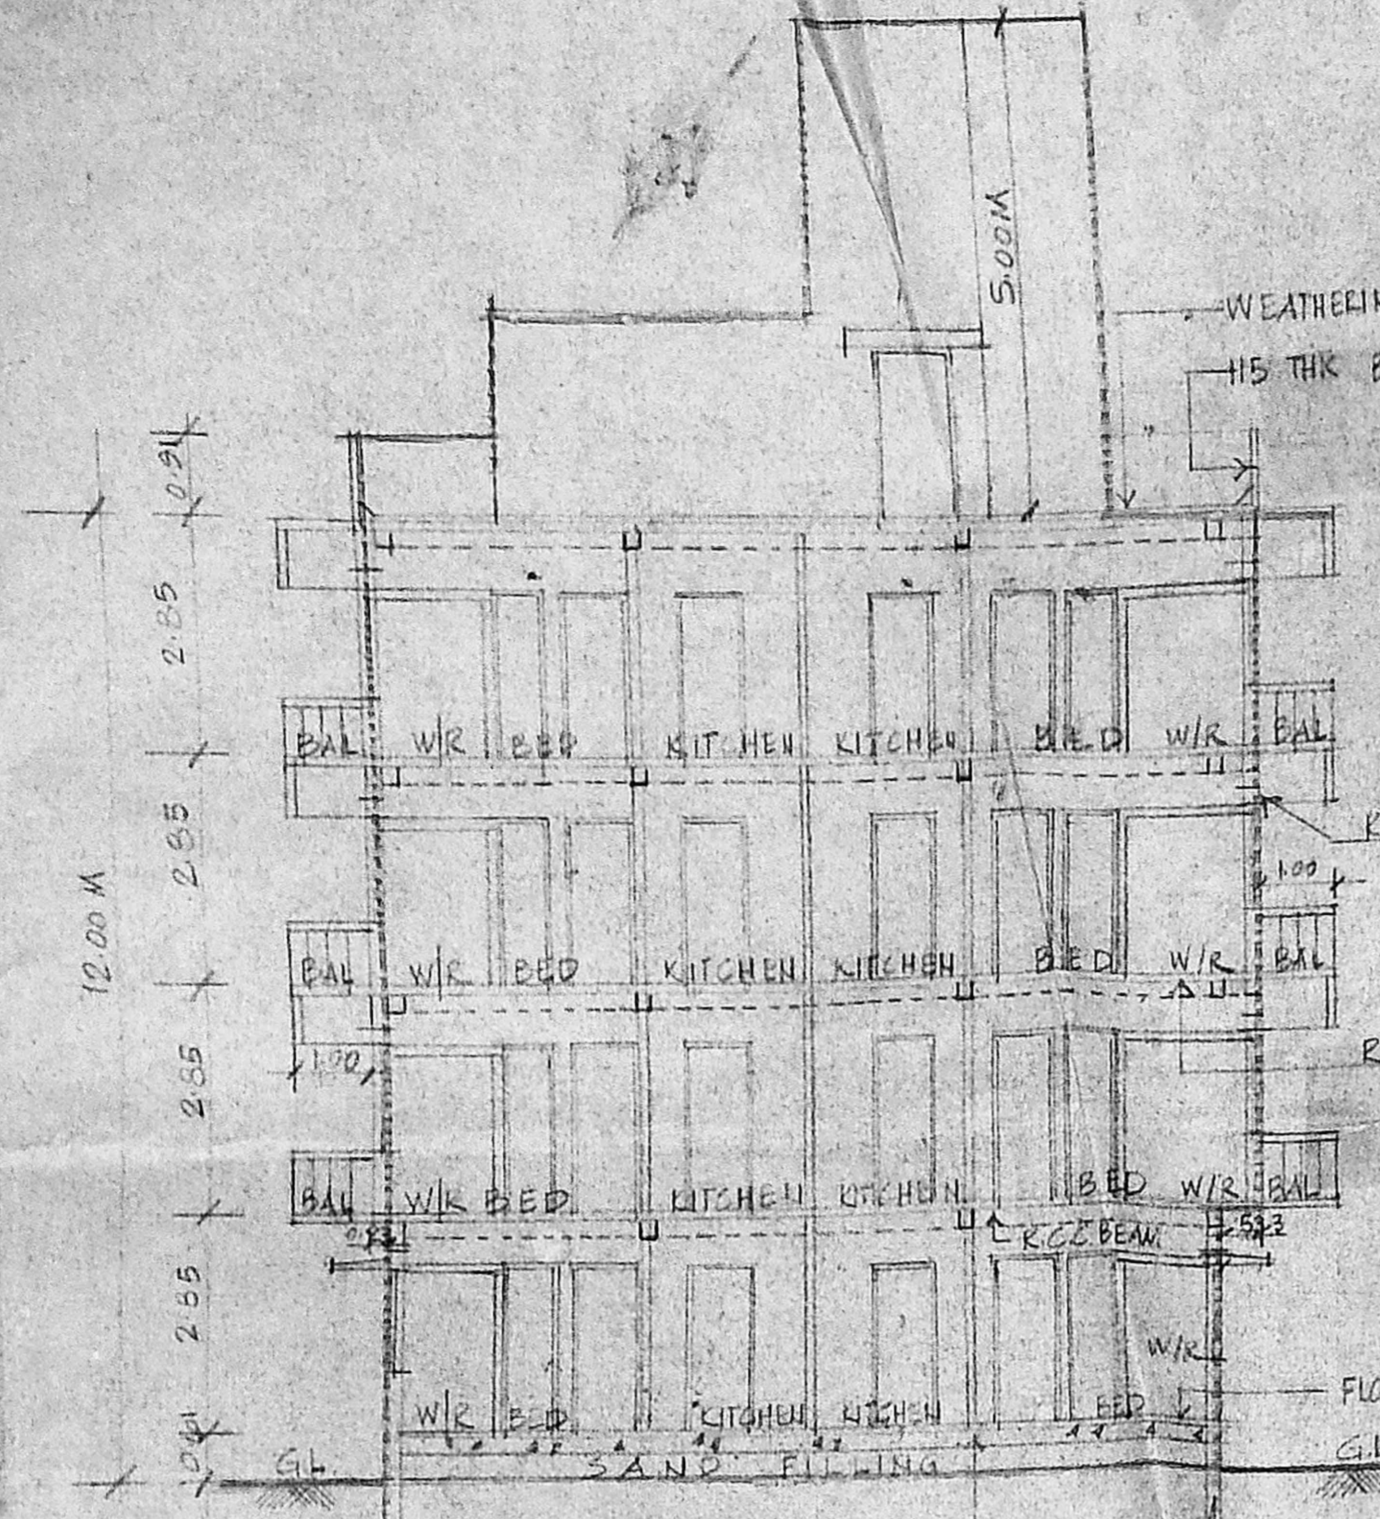 5.00M
115 THK
0.91
2.85
BAL W/R BED KITCHEN KITCHEN BED W/R BAL
2.85
12.00 M
1.00
BAL W/R BED KITCHEN KITCHEN BED W/R BAL
1.00
2.85
BAL W/R BED KITCHEN KITCHEN BED W/R BAL
RCC BEAM
2.85
W/R
W/R BED KITCHEN KITCHEN BED
G.L.
SAND FILLING